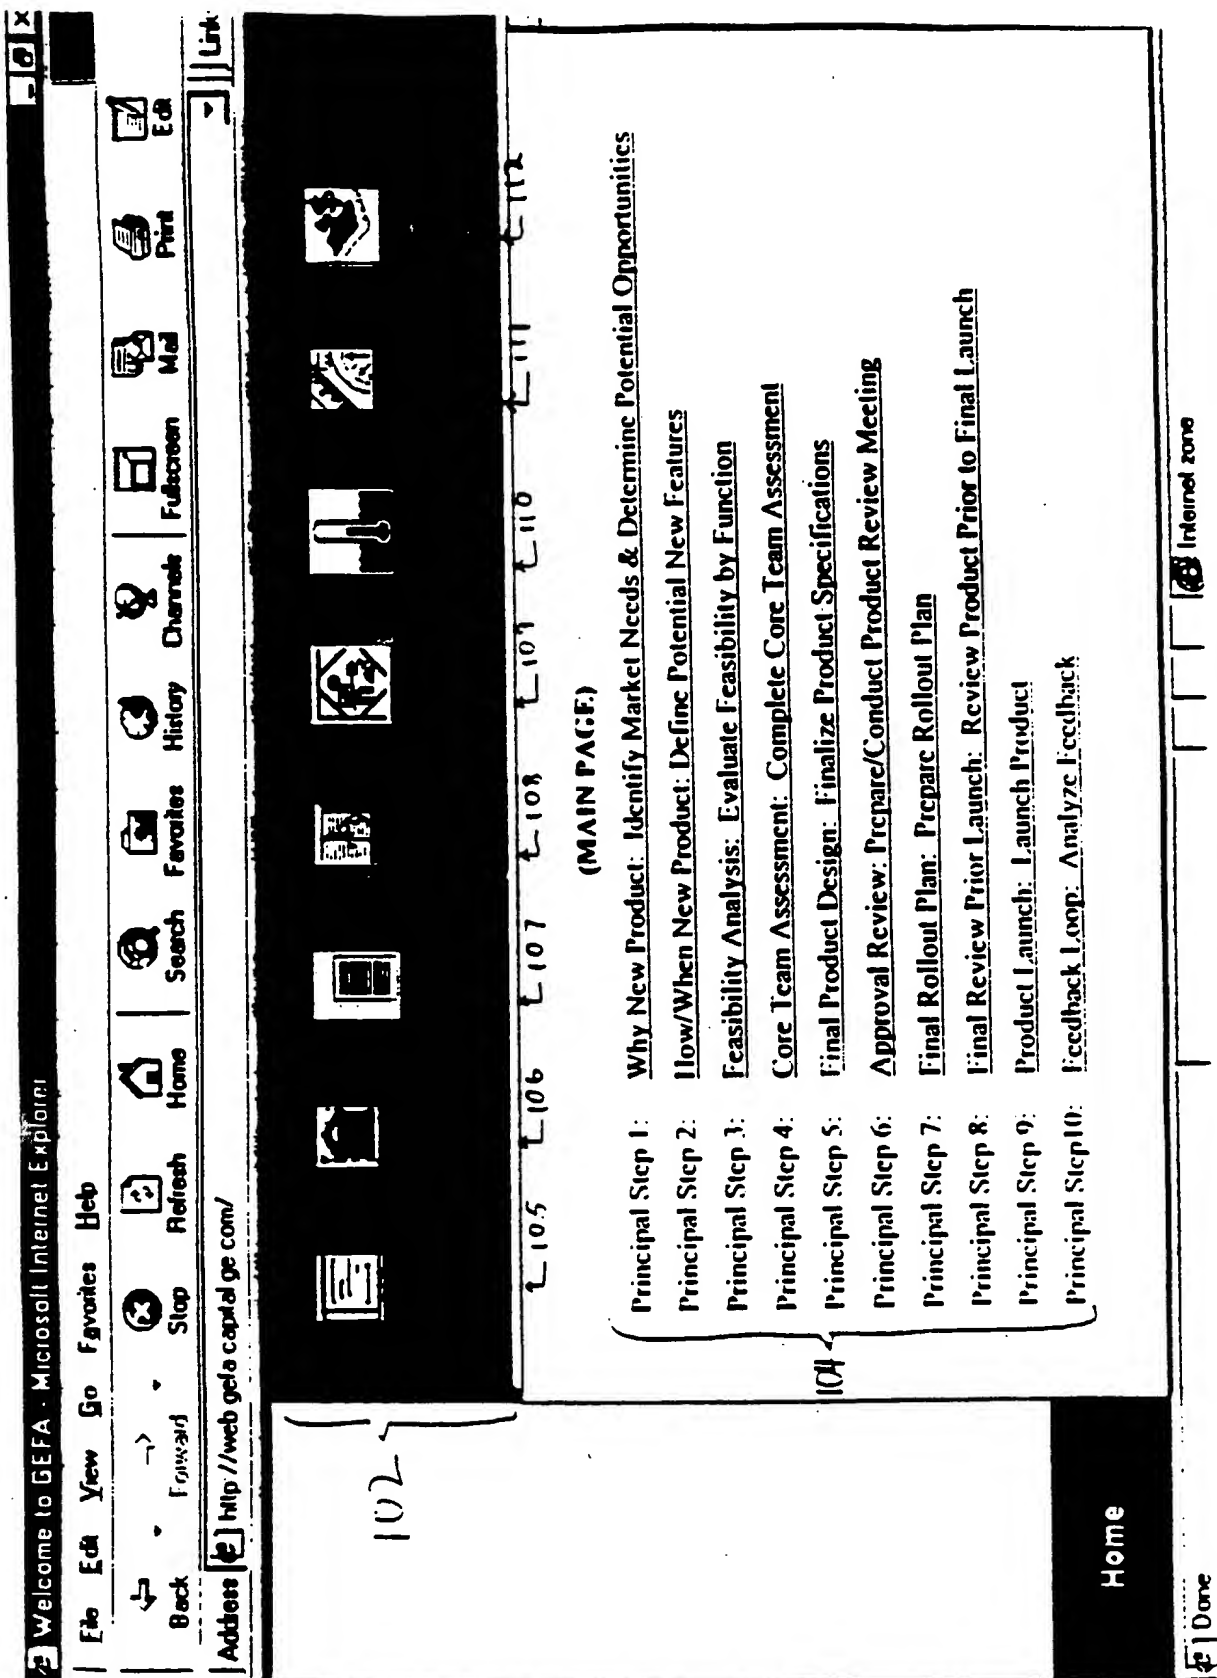 Welcome to GEFA - Microsoft Internet Explorer
File Edit View Go Favorites Help
Back Forward Stop Refresh Home Search Favorites History Channels Fullscreen Mail Print Edit
Address http://web.gefa.capital.ge.com/ Link
102
105 106 107 108 109 110 111 112
(MAIN PAGE)
Principal Step 1: Why New Product: Identify Market Needs & Determine Potential Opportunities
Principal Step 2: How/When New Product: Define Potential New Features
Principal Step 3: Feasibility Analysis: Evaluate Feasibility by Function
Principal Step 4: Core Team Assessment: Complete Core Team Assessment
Principal Step 5: Final Product Design: Finalize Product Specifications
Principal Step 6: Approval Review: Prepare/Conduct Product Review Meeting
Principal Step 7: Final Rollout Plan: Prepare Rollout Plan
Principal Step 8: Final Review Prior Launch: Review Product Prior to Final Launch
Principal Step 9: Product Launch: Launch Product
Principal Step10: Feedback Loop: Analyze Feedback
104
Home
Done Internet zone